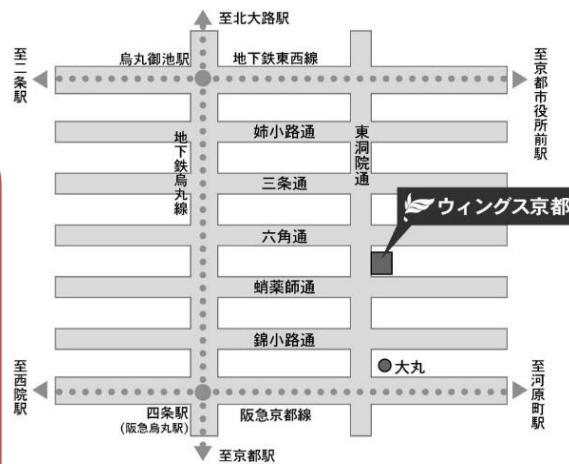 至北大路駅
烏丸御池駅
地下鉄東西線
至二条駅
至京都市役所前駅
姉小路通
地下鉄烏丸線
東洞院通
三条通
ウィングス京都
六角通
蛸薬師通
錦小路通
大丸
至西院駅
至河原町駅
四条駅
(阪急烏丸駅)
阪急京都線
至京都駅